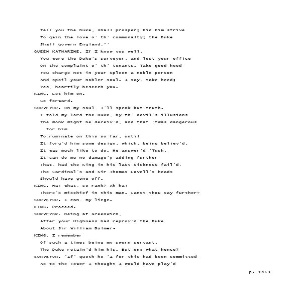 Tell you the Duke, shall prosper; bid him strive
To gain the love o' th' commonalty; the Duke
Shall govern England.'"
QUEEN KATHARINE. If I know you well,
You were the Duke's surveyor, and lost your office
On the complaint o' th' tenants. Take good heed
You charge not in your spleen a noble person
And spoil your nobler soul. I say, take heed;
Yes, heartily beseech you.
KING. Let him on.
Go forward.
SURVEYOR. On my soul, I'll speak but truth.
I told my lord the Duke, by th' devil's illusions
The monk might be deceiv'd, and that 'twas dangerous
for him
To ruminate on this so far, until
It forg'd him some design, which, being believ'd,
It was much like to do. He answer'd 'Tush,
It can do me no damage'; adding further
That, had the King in his last sickness fail'd,
The Cardinal's and Sir Thomas Lovell's heads
Should have gone off.
KING. Ha! what, so rank? Ah ha!
There's mischief in this man. Canst thou say further?
SURVEYOR. I can, my liege.
KING. Proceed.
SURVEYOR. Being at Greenwich,
After your Highness had reprov'd the Duke
About Sir William
KING. I remember
Of such a time: being my sworn servant,
The Duke retain'd him his. But on: what hence?
SURVEYOR. 'If' quoth he 'I for this had been committed
to the Tower I thought I would have play'd